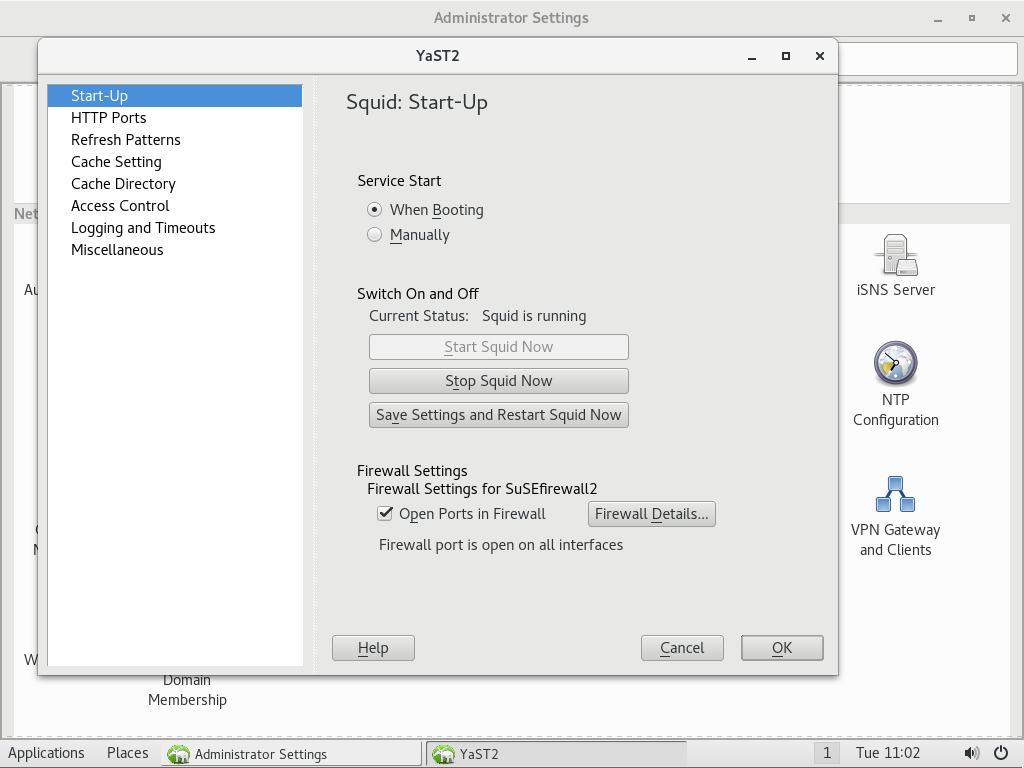 Administrator Settings
YaST2
Start-Up
HTTP Ports
Refresh Patterns
Cache Setting
Cache Directory
Access Control
Logging and Timeouts
Miscellaneous
Squid: Start-Up
Service Start
When Booting
Manually
Switch On and Off
Current Status: Squid is running
Start Squid Now
Stop Squid Now
Save Settings and Restart Squid Now
Firewall Settings
Firewall Settings for SuSEfirewall2
Open Ports in Firewall
Firewall Details...
Firewall port is open on all interfaces
Help
Cancel
OK
Net
iSNS Server
NTP
Configuration
VPN Gateway
and Clients
Domain
Membership
Applications
Places
Administrator Settings
YaST2
1
Tue 11:02